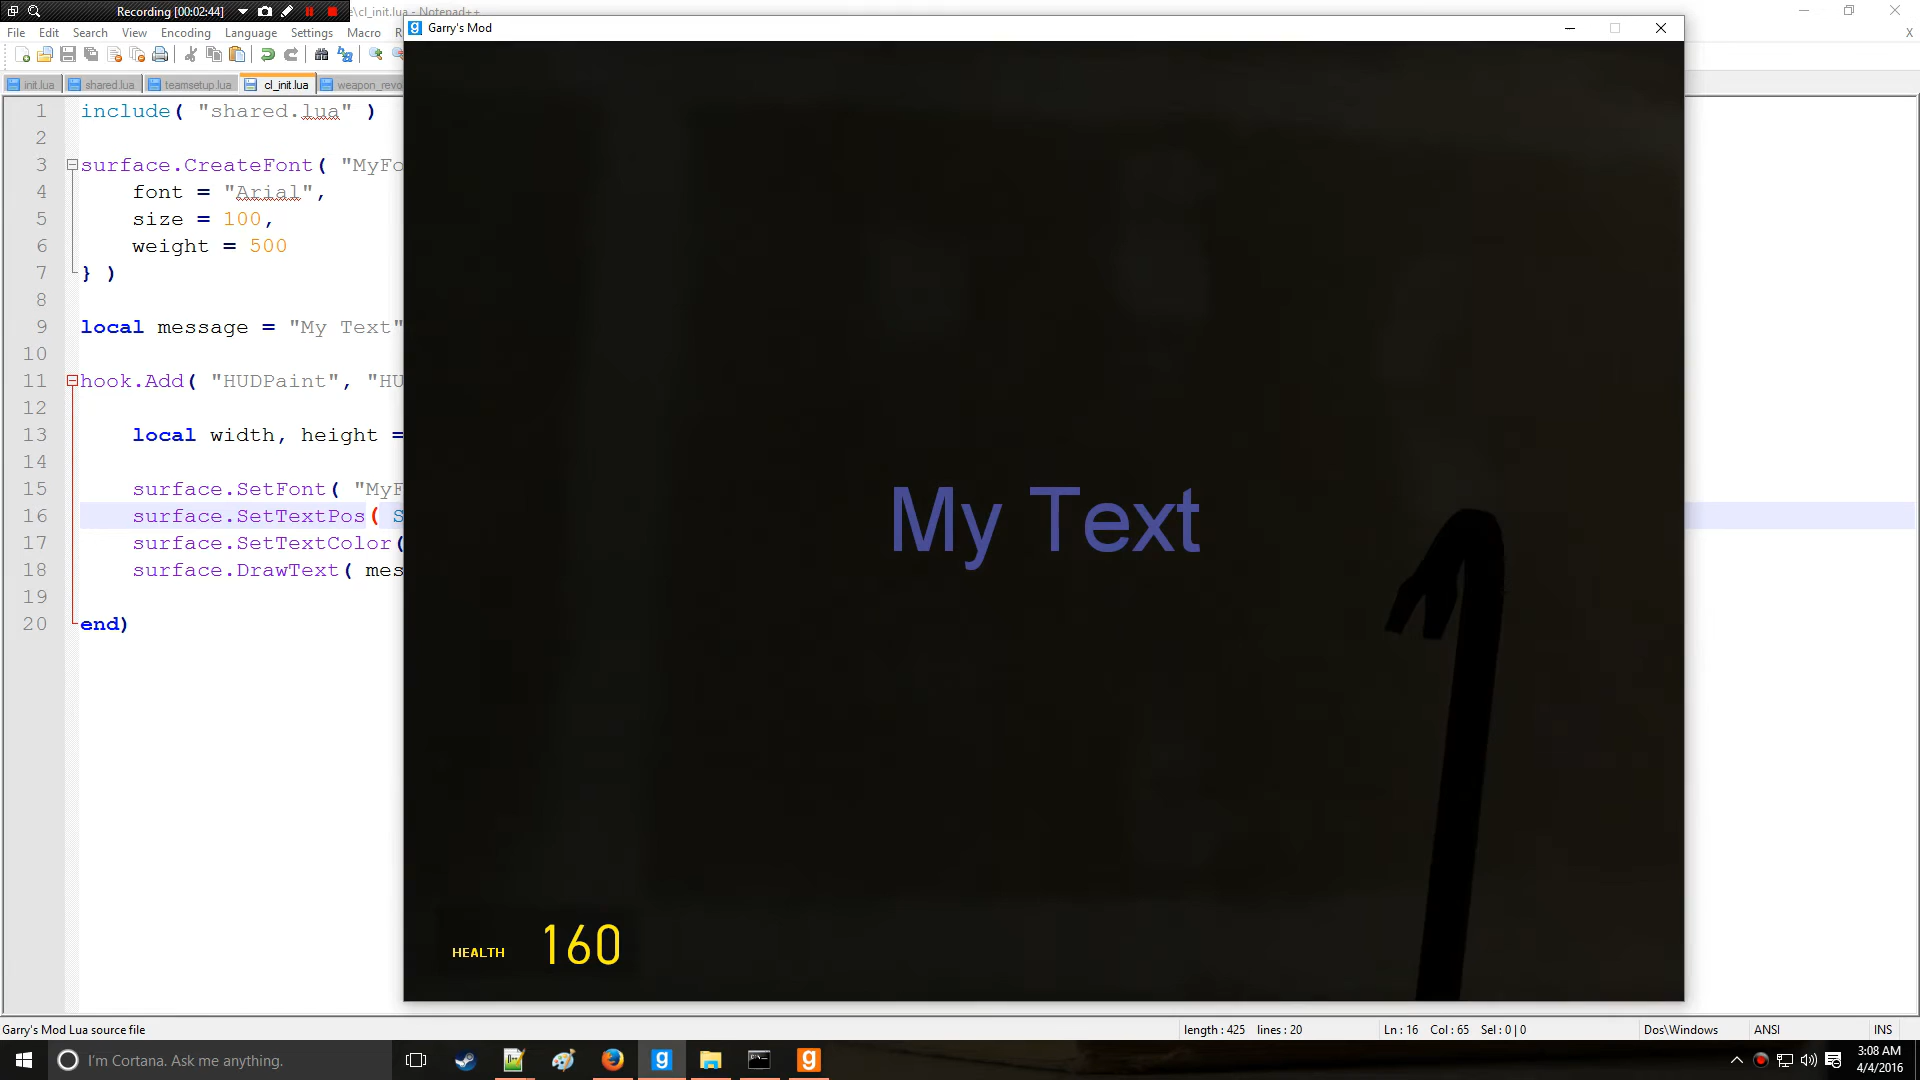 Recording [00:02:44]
e\cl_init.lua - Notepad++
Garry's Mod
File Edit Search View Encoding Language Settings Macro R
X
init.lua shared.lua teamsetup.lua cl_init.lua weapon_revo
1 include( "shared.lua" )
2
3 surface.CreateFont( "MyFo
4 font = "Arial",
5 size = 100,
6 weight = 500
7 } )
8
9 local message = "My Text"
10
11 hook.Add( "HUDPaint", "HU
12
13 local width, height =
14
15 surface.SetFont( "MyF
16 surface.SetTextPos( S
17 surface.SetTextColor(
18 surface.DrawText( mes
19
20 end)
My Text
HEALTH 160
Garry's Mod Lua source file length : 425 lines : 20 Ln : 16 Col : 65 Sel : 0 | 0 Dos\Windows ANSI INS
I'm Cortana. Ask me anything.
3:08 AM
4/4/2016